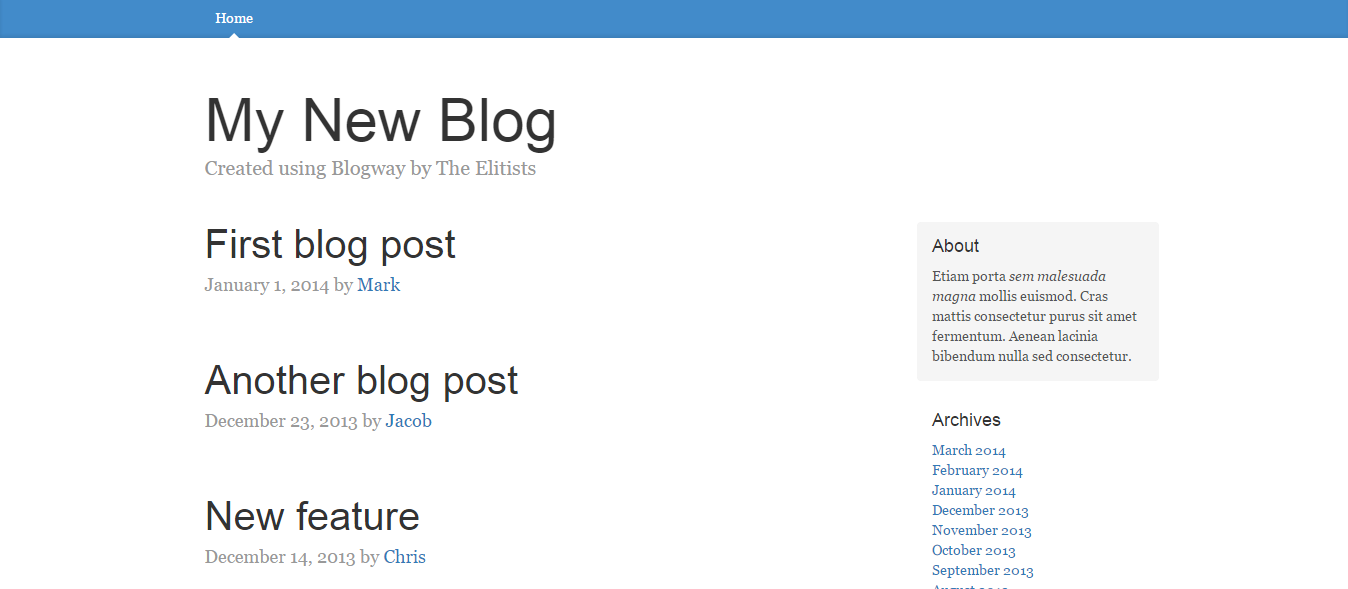 Home
My New Blog
Created using Blogway by The Elitists
First blog post
January 1, 2014 by Mark
Another blog post
December 23, 2013 by Jacob
New feature
December 14, 2013 by Chris
About
Etiam porta sem malesuada
magna mollis euismod. Cras
mattis consectetur purus sit amet
fermentum. Aenean lacinia
bibendum nulla sed consectetur.
Archives
March 2014
February 2014
January 2014
December 2013
November 2013
October 2013
September 2013